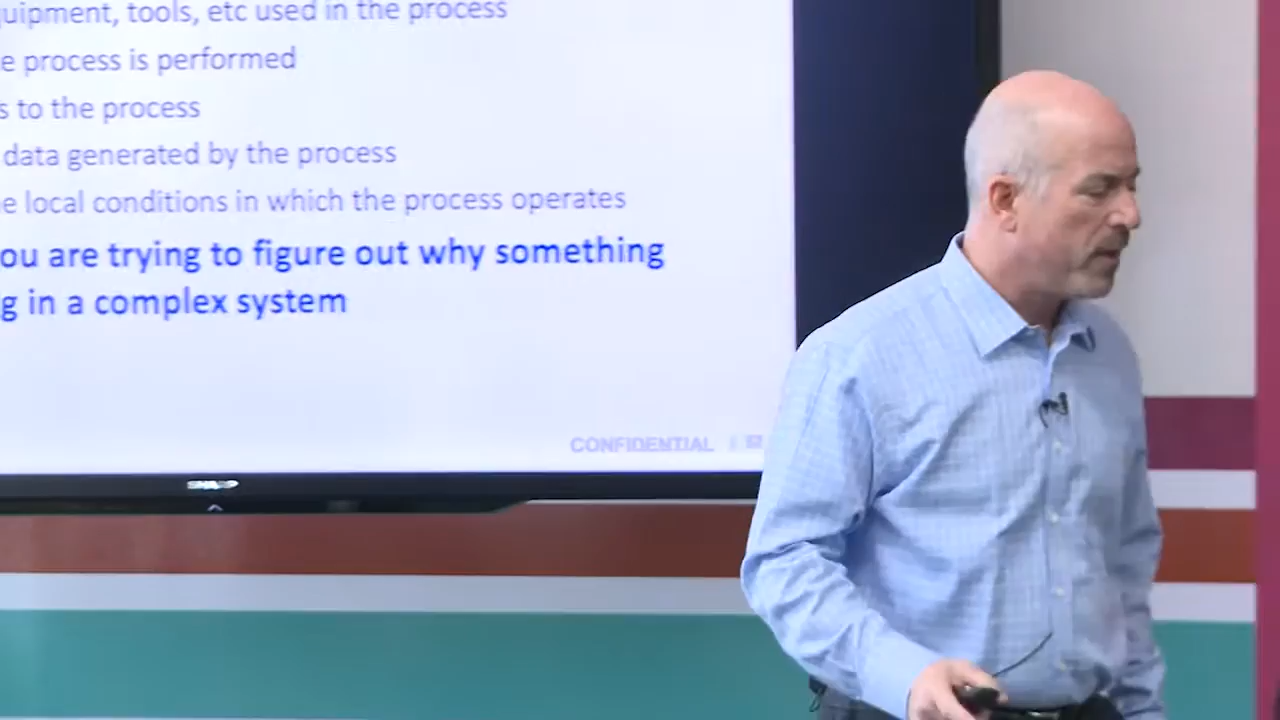 uipment, tools, etc used in the process
e process is performed
s to the process
data generated by the process
e local conditions in which the process operates
ou are trying to figure out why something
g in a complex system
CONFIDENTIAL
SHARP